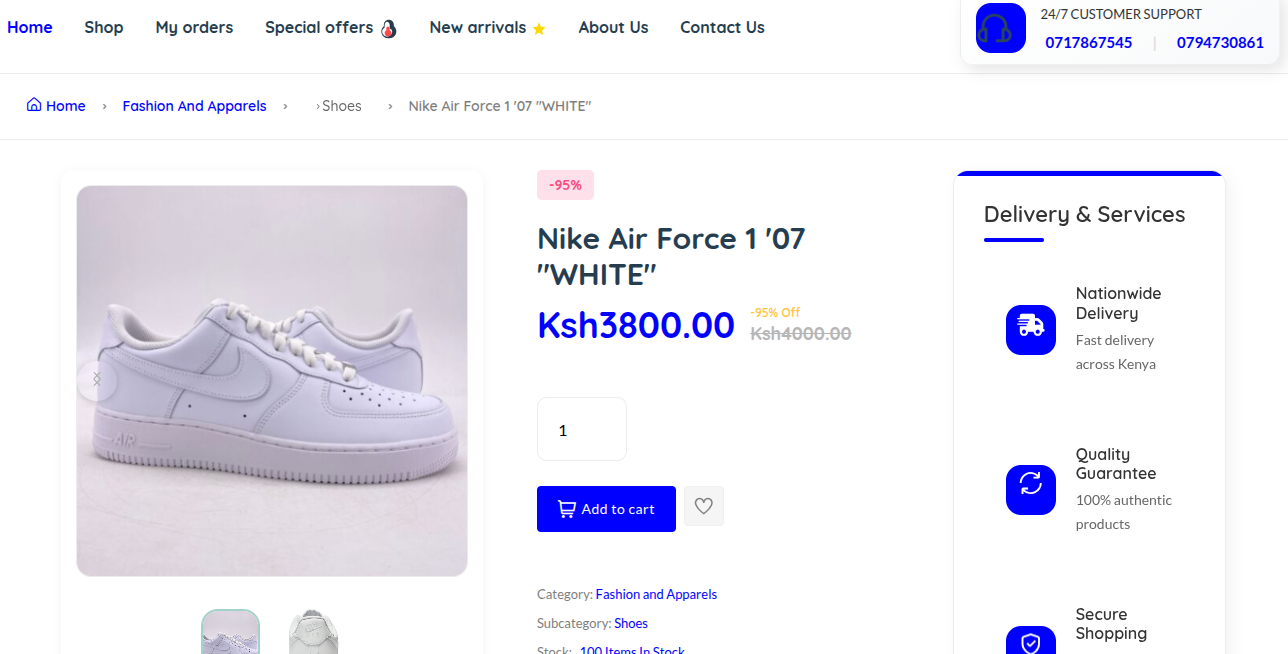 Home Shop My orders Special offers New arrivals About Us Contact Us
24/7 CUSTOMER SUPPORT
0717867545 | 0794730861
Home › Fashion And Apparels › › Shoes › Nike Air Force 1 '07 "WHITE"
AIR
-95%
Nike Air Force 1 '07
"WHITE"
Ksh3800.00
-95% Off
Ksh4000.00
1
Add to cart
Category: Fashion and Apparels
Subcategory: Shoes
Stock: 100 Items In Stock
Delivery & Services
Nationwide
Delivery
Fast delivery
across Kenya
Quality
Guarantee
100% authentic
products
Secure
Shopping